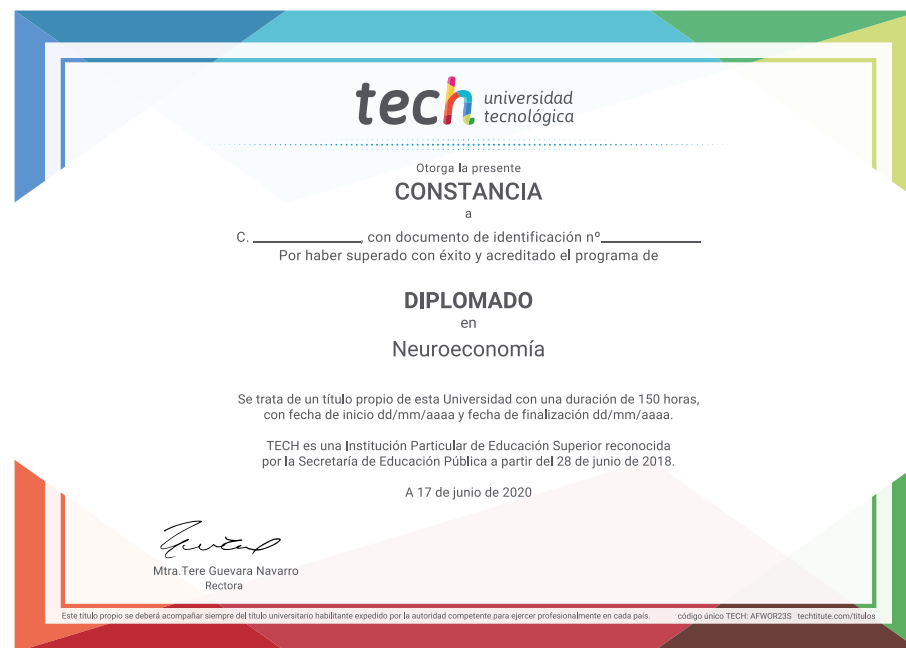 tech universidad
tecnológica
Otorga la presente
CONSTANCIA
a
C. ____________, con documento de identificación nº____________
Por haber superado con éxito y acreditado el programa de
DIPLOMADO
en
Neuroeconomía
Se trata de un título propio de esta Universidad con una duración de 150 horas,
con fecha de inicio dd/mm/aaaa y fecha de finalización dd/mm/aaaa.
TECH es una Institución Particular de Educación Superior reconocida
por la Secretaría de Educación Pública a partir del 28 de junio de 2018.
A 17 de junio de 2020
Mtra.Tere Guevara Navarro
Rectora
Este título propio se deberá acompañar siempre del título universitario habilitante expedido por la autoridad competente para ejercer profesionalmente en cada país. código único TECH: AFWOR23S techtitute.com/titulos